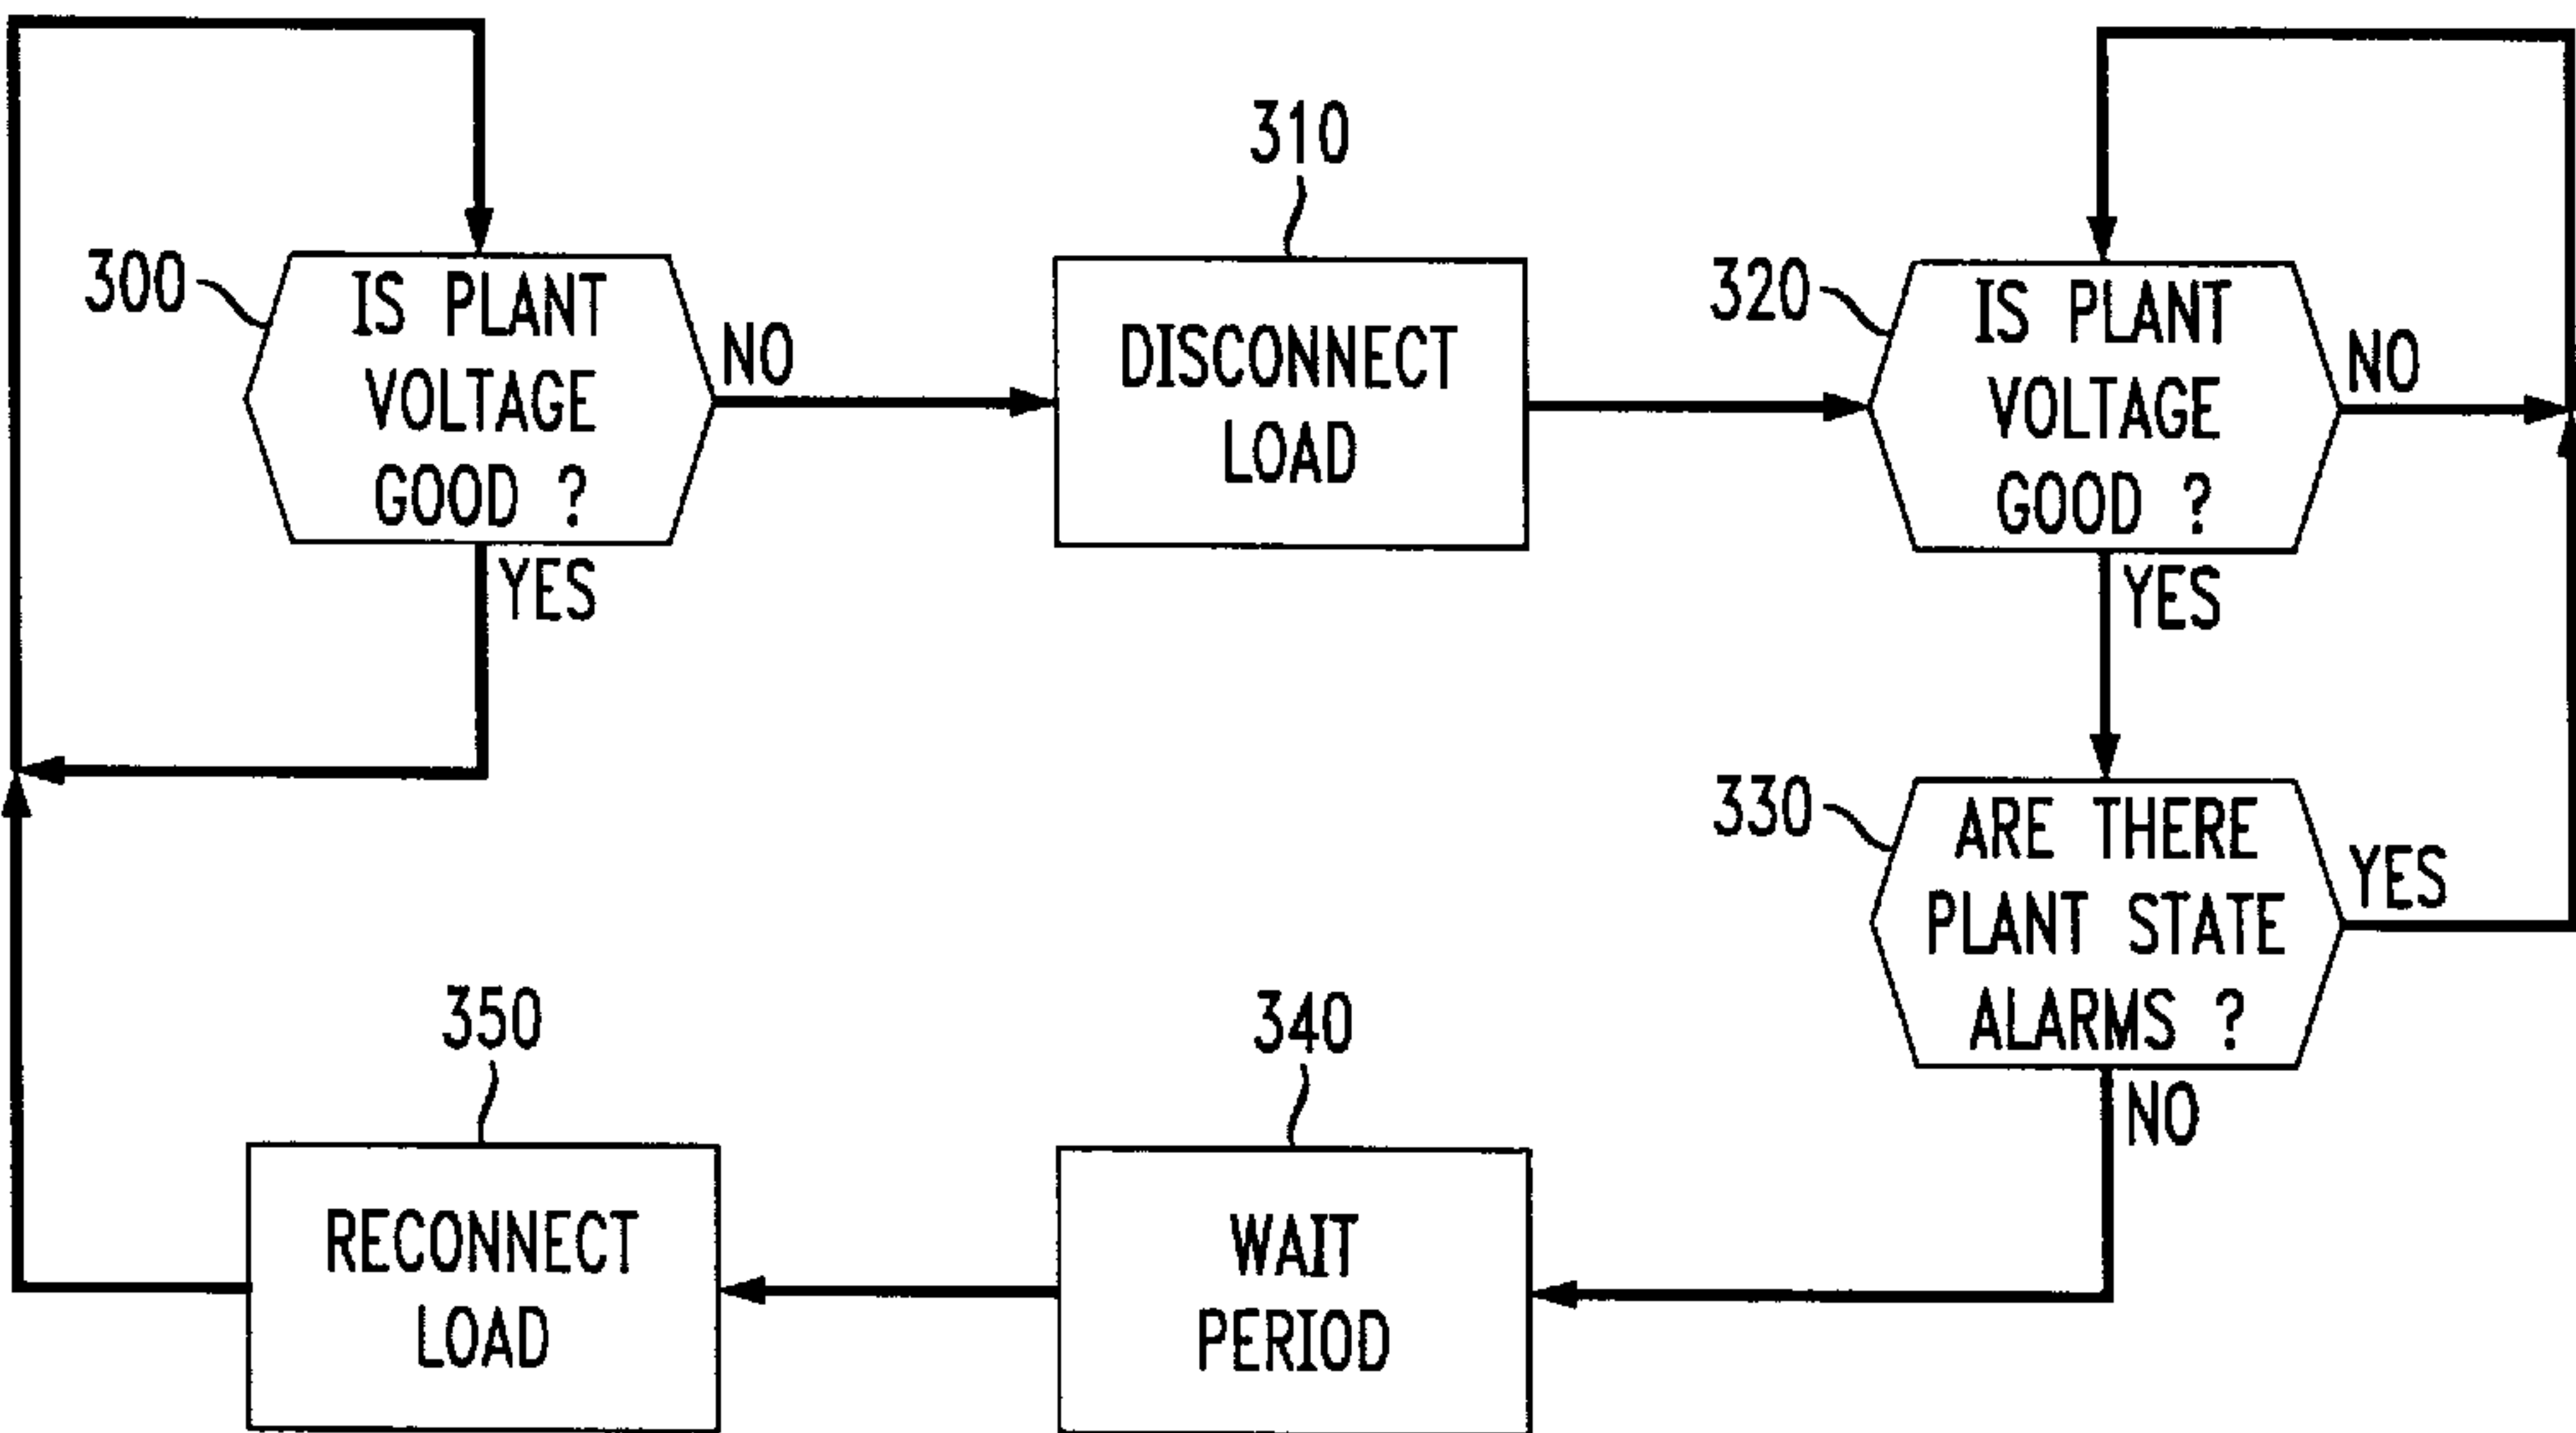 310
300
IS PLANT
VOLTAGE
GOOD ?
NO
YES
DISCONNECT
LOAD
320
IS PLANT
VOLTAGE
GOOD ?
NO
YES
330
ARE THERE
PLANT STATE
ALARMS ?
YES
NO
350
RECONNECT
LOAD
340
WAIT
PERIOD